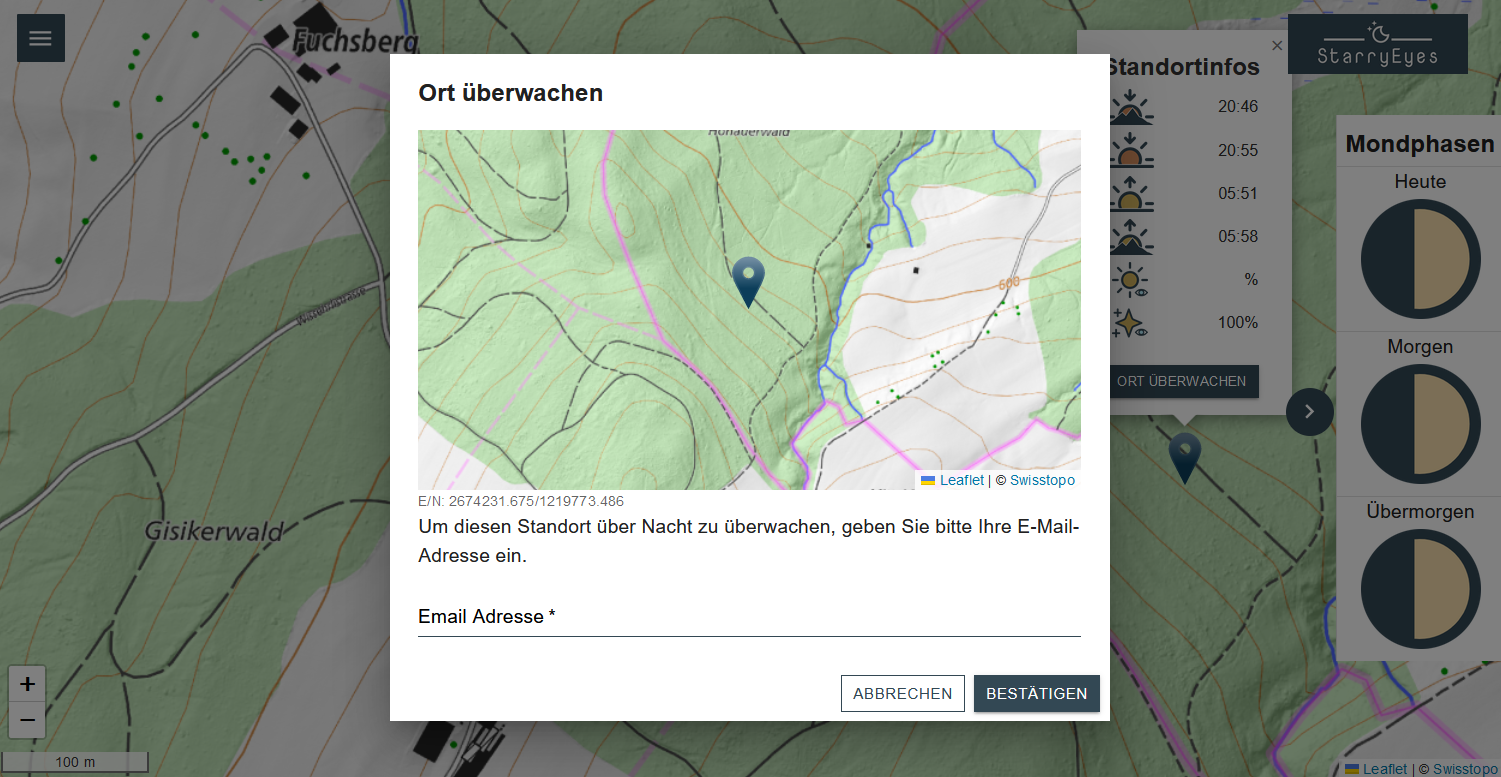 Fuchsberg
StarryEyes
×
Standortinfos
20:46
20:55
05:51
05:58
%
100%
ORT ÜBERWACHEN
Mondphasen
Heute
Morgen
Übermorgen
Ort überwachen
Honauerwald
600
Leaflet | © Swisstopo
E/N: 2674231.675/1219773.486
Um diesen Standort über Nacht zu überwachen, geben Sie bitte Ihre E-Mail-
Adresse ein.
Email Adresse *
ABBRECHEN
BESTÄTIGEN
Gisikerwald
+
−
100 m
Leaflet | © Swisstopo